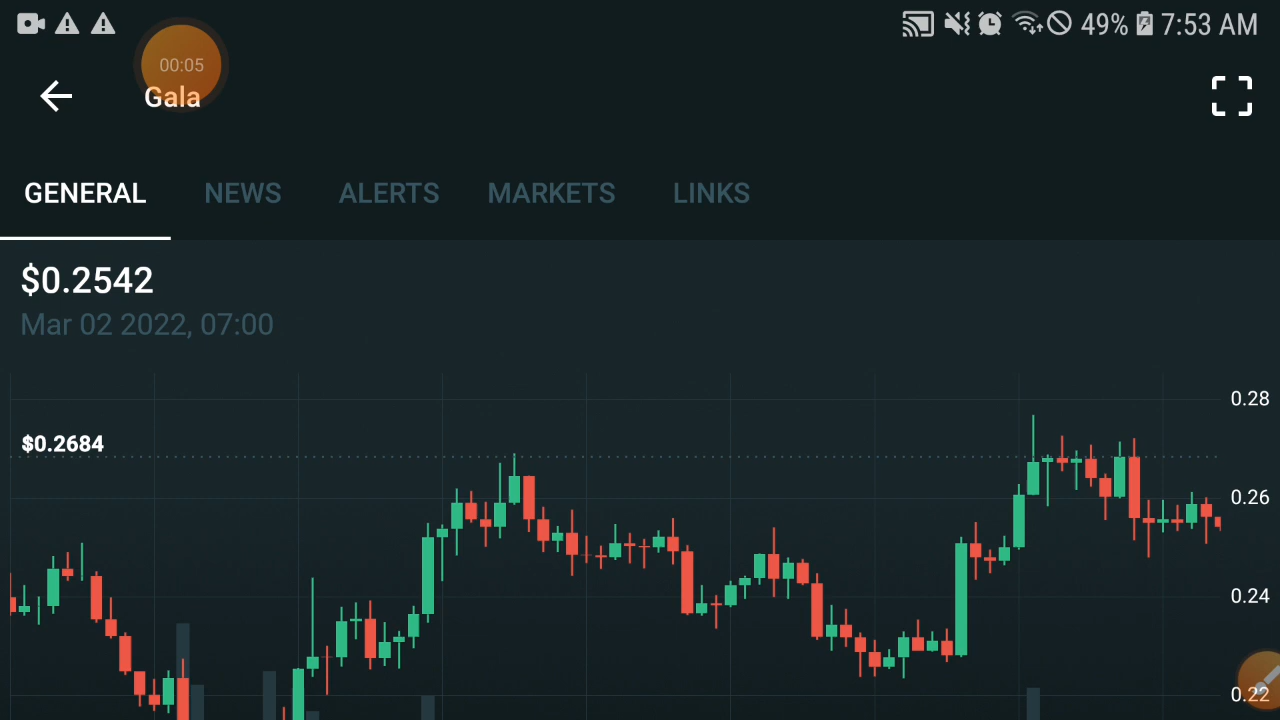 49% 7:53 AM
00:05
Gala
GENERAL NEWS ALERTS MARKETS LINKS
$0.2542
Mar 02 2022, 07:00
0.28
$0.2684
0.26
0.24
0.22